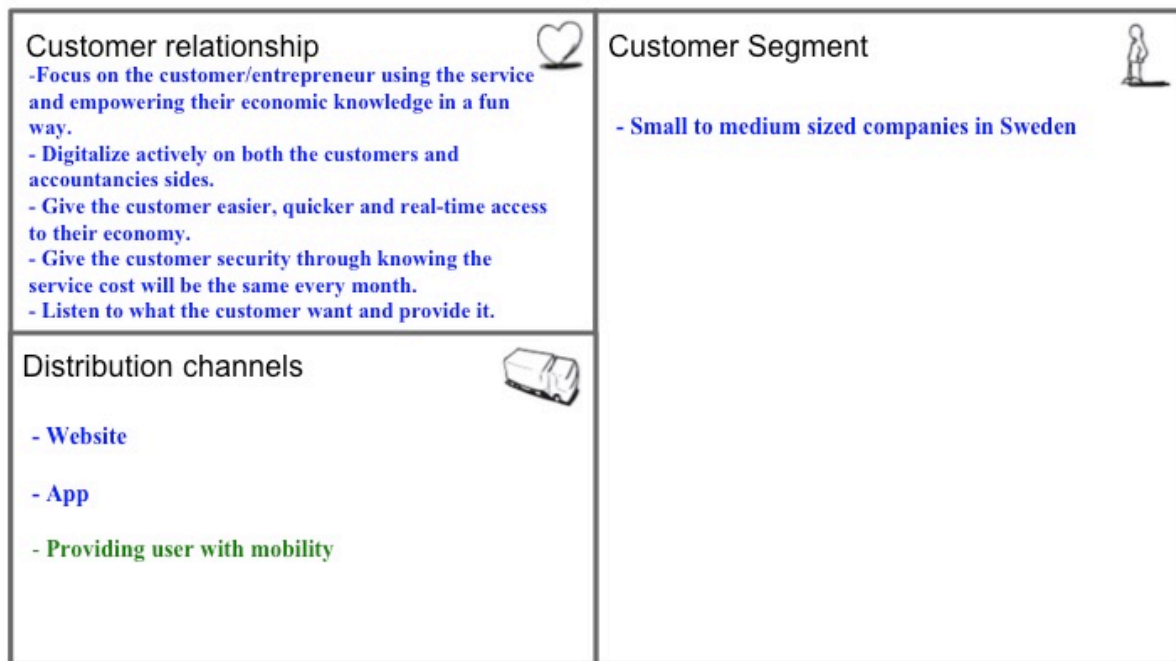 Customer relationship
-Focus on the customer/entrepreneur using the service
and empowering their economic knowledge in a fun
way.
- Digitalize actively on both the customers and
accountancies sides.
- Give the customer easier, quicker and real-time access
to their economy.
- Give the customer security through knowing the
service cost will be the same every month.
- Listen to what the customer want and provide it.
Distribution channels
- Website
- App
- Providing user with mobility
Customer Segment
- Small to medium sized companies in Sweden